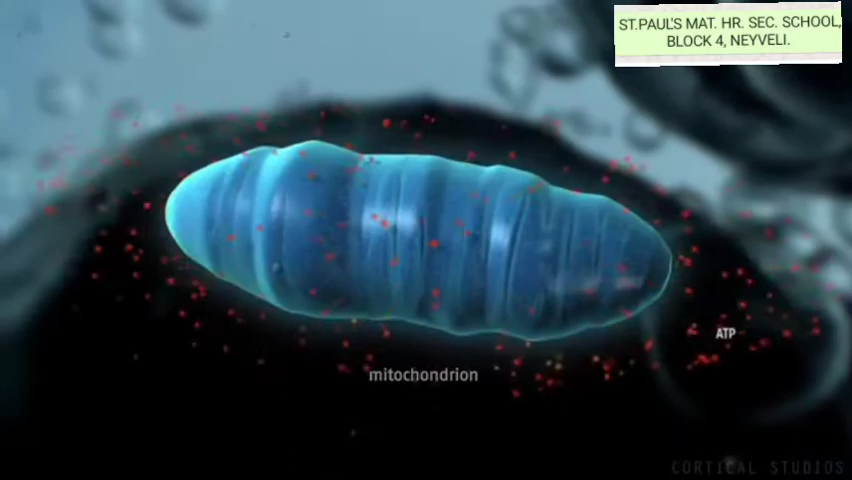 ST.PAUL'S MAT. HR. SEC. SCHOOL,
BLOCK 4, NEYVELI.
ATP
mitochondrion
CORTICAL STUDIOS